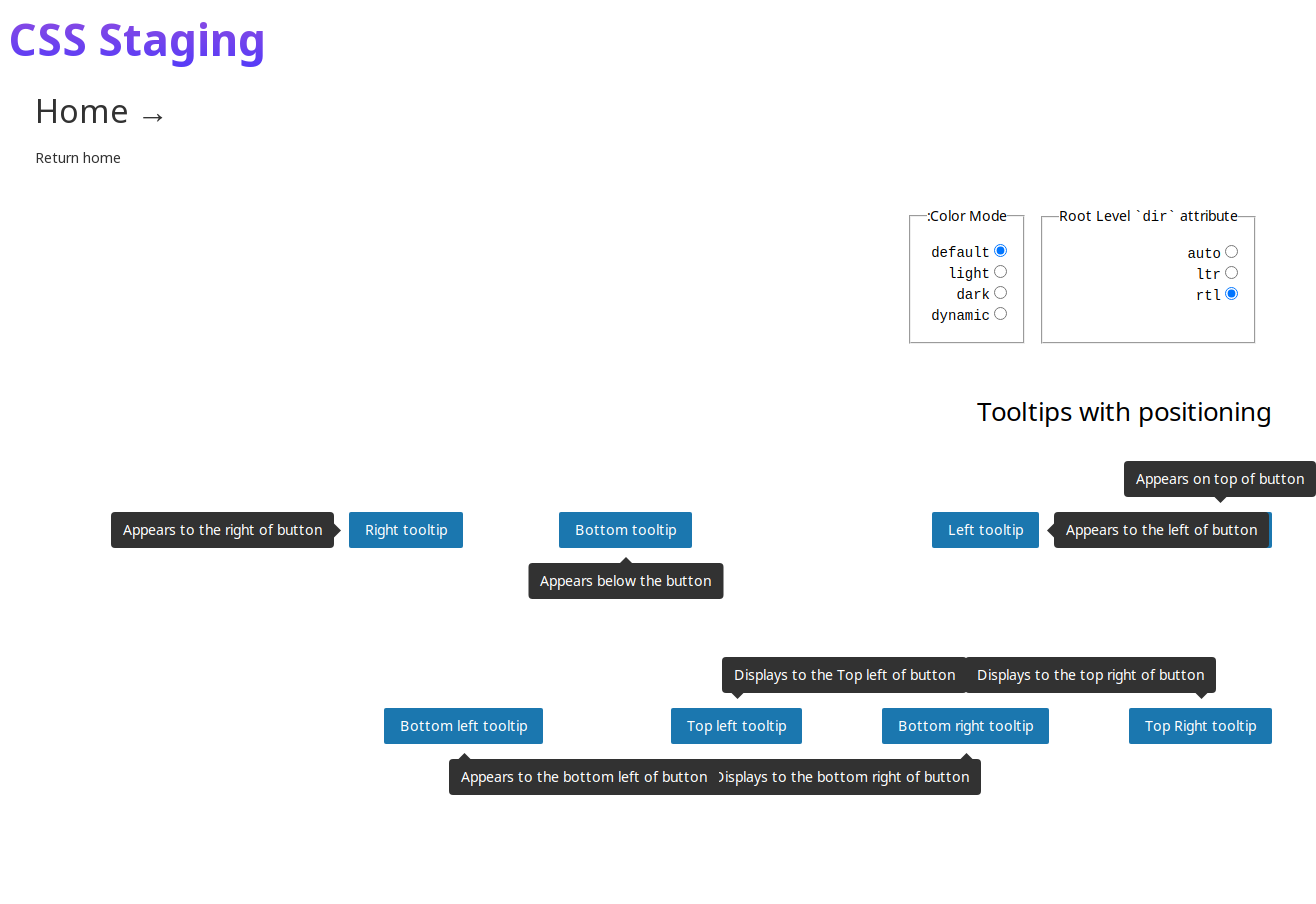 CSS Staging
Home →
Return home
:Color Mode
default
light
dark
dynamic
Root Level `dir` attribute
auto
ltr
rtl
Tooltips with positioning
Appears on top of button
Appears to the right of button
Right tooltip
Bottom tooltip
Left tooltip
Appears to the left of button
Appears below the button
Displays to the Top left of button
Displays to the top right of button
Bottom left tooltip
Top left tooltip
Bottom right tooltip
Top Right tooltip
Appears to the bottom left of button
Displays to the bottom right of button